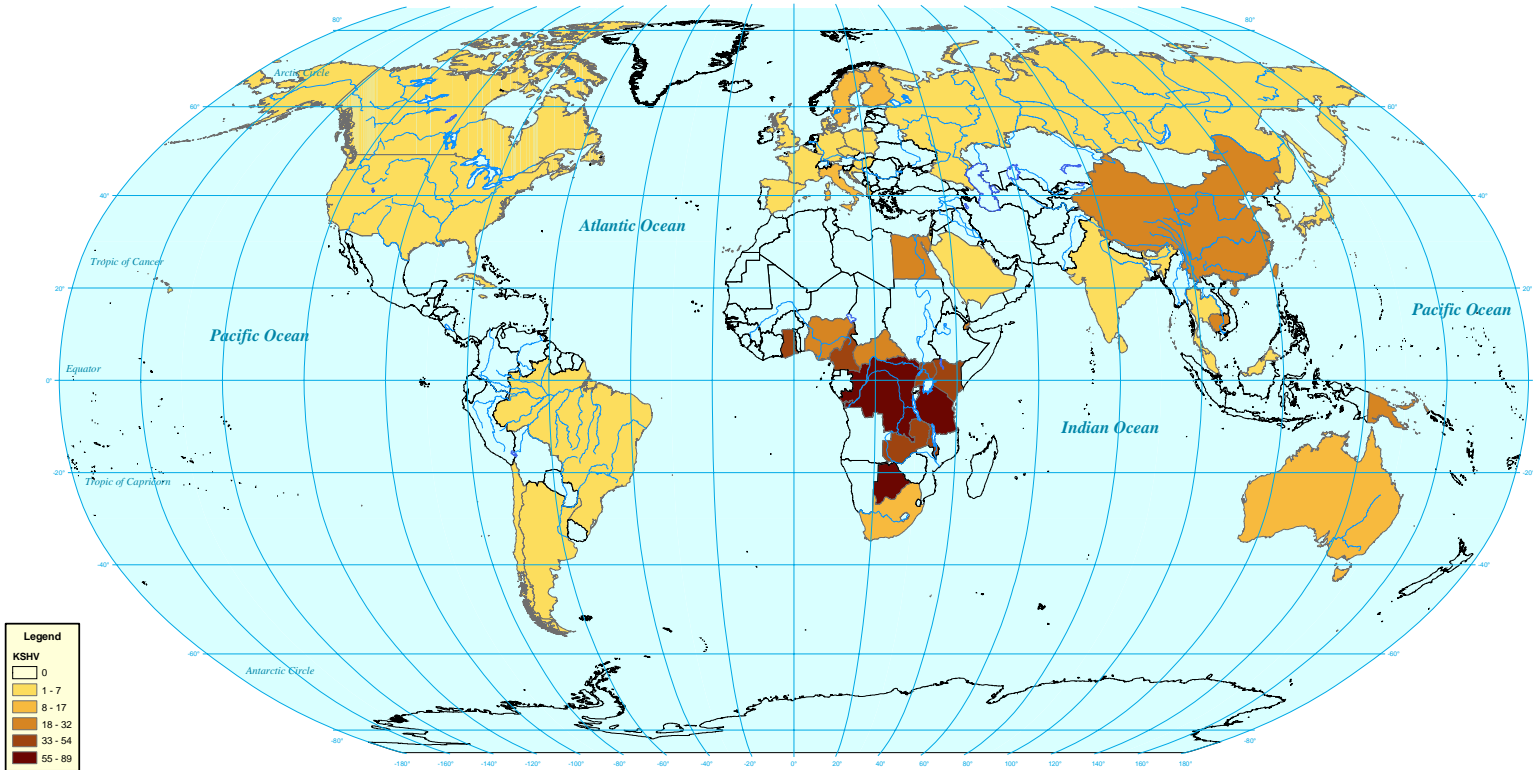 80°
80°
Arctic Circle
60°
60°
40°
40°
Atlantic Ocean
Tropic of Cancer
20°
20°
Pacific Ocean
Pacific Ocean
Equator
0°
0°
Indian Ocean
-20°
-20°
Tropic of Capricorn
-40°
-40°
Legend
KSHV
0
1 - 7
8 - 17
18 - 32
33 - 54
55 - 89
-60°
-60°
Antarctic Circle
-80°
-80°
-180° -160° -140° -120° -100° -80° -60° -40° -20° 0° 20° 40° 60° 80° 100° 120° 140° 160° 180°